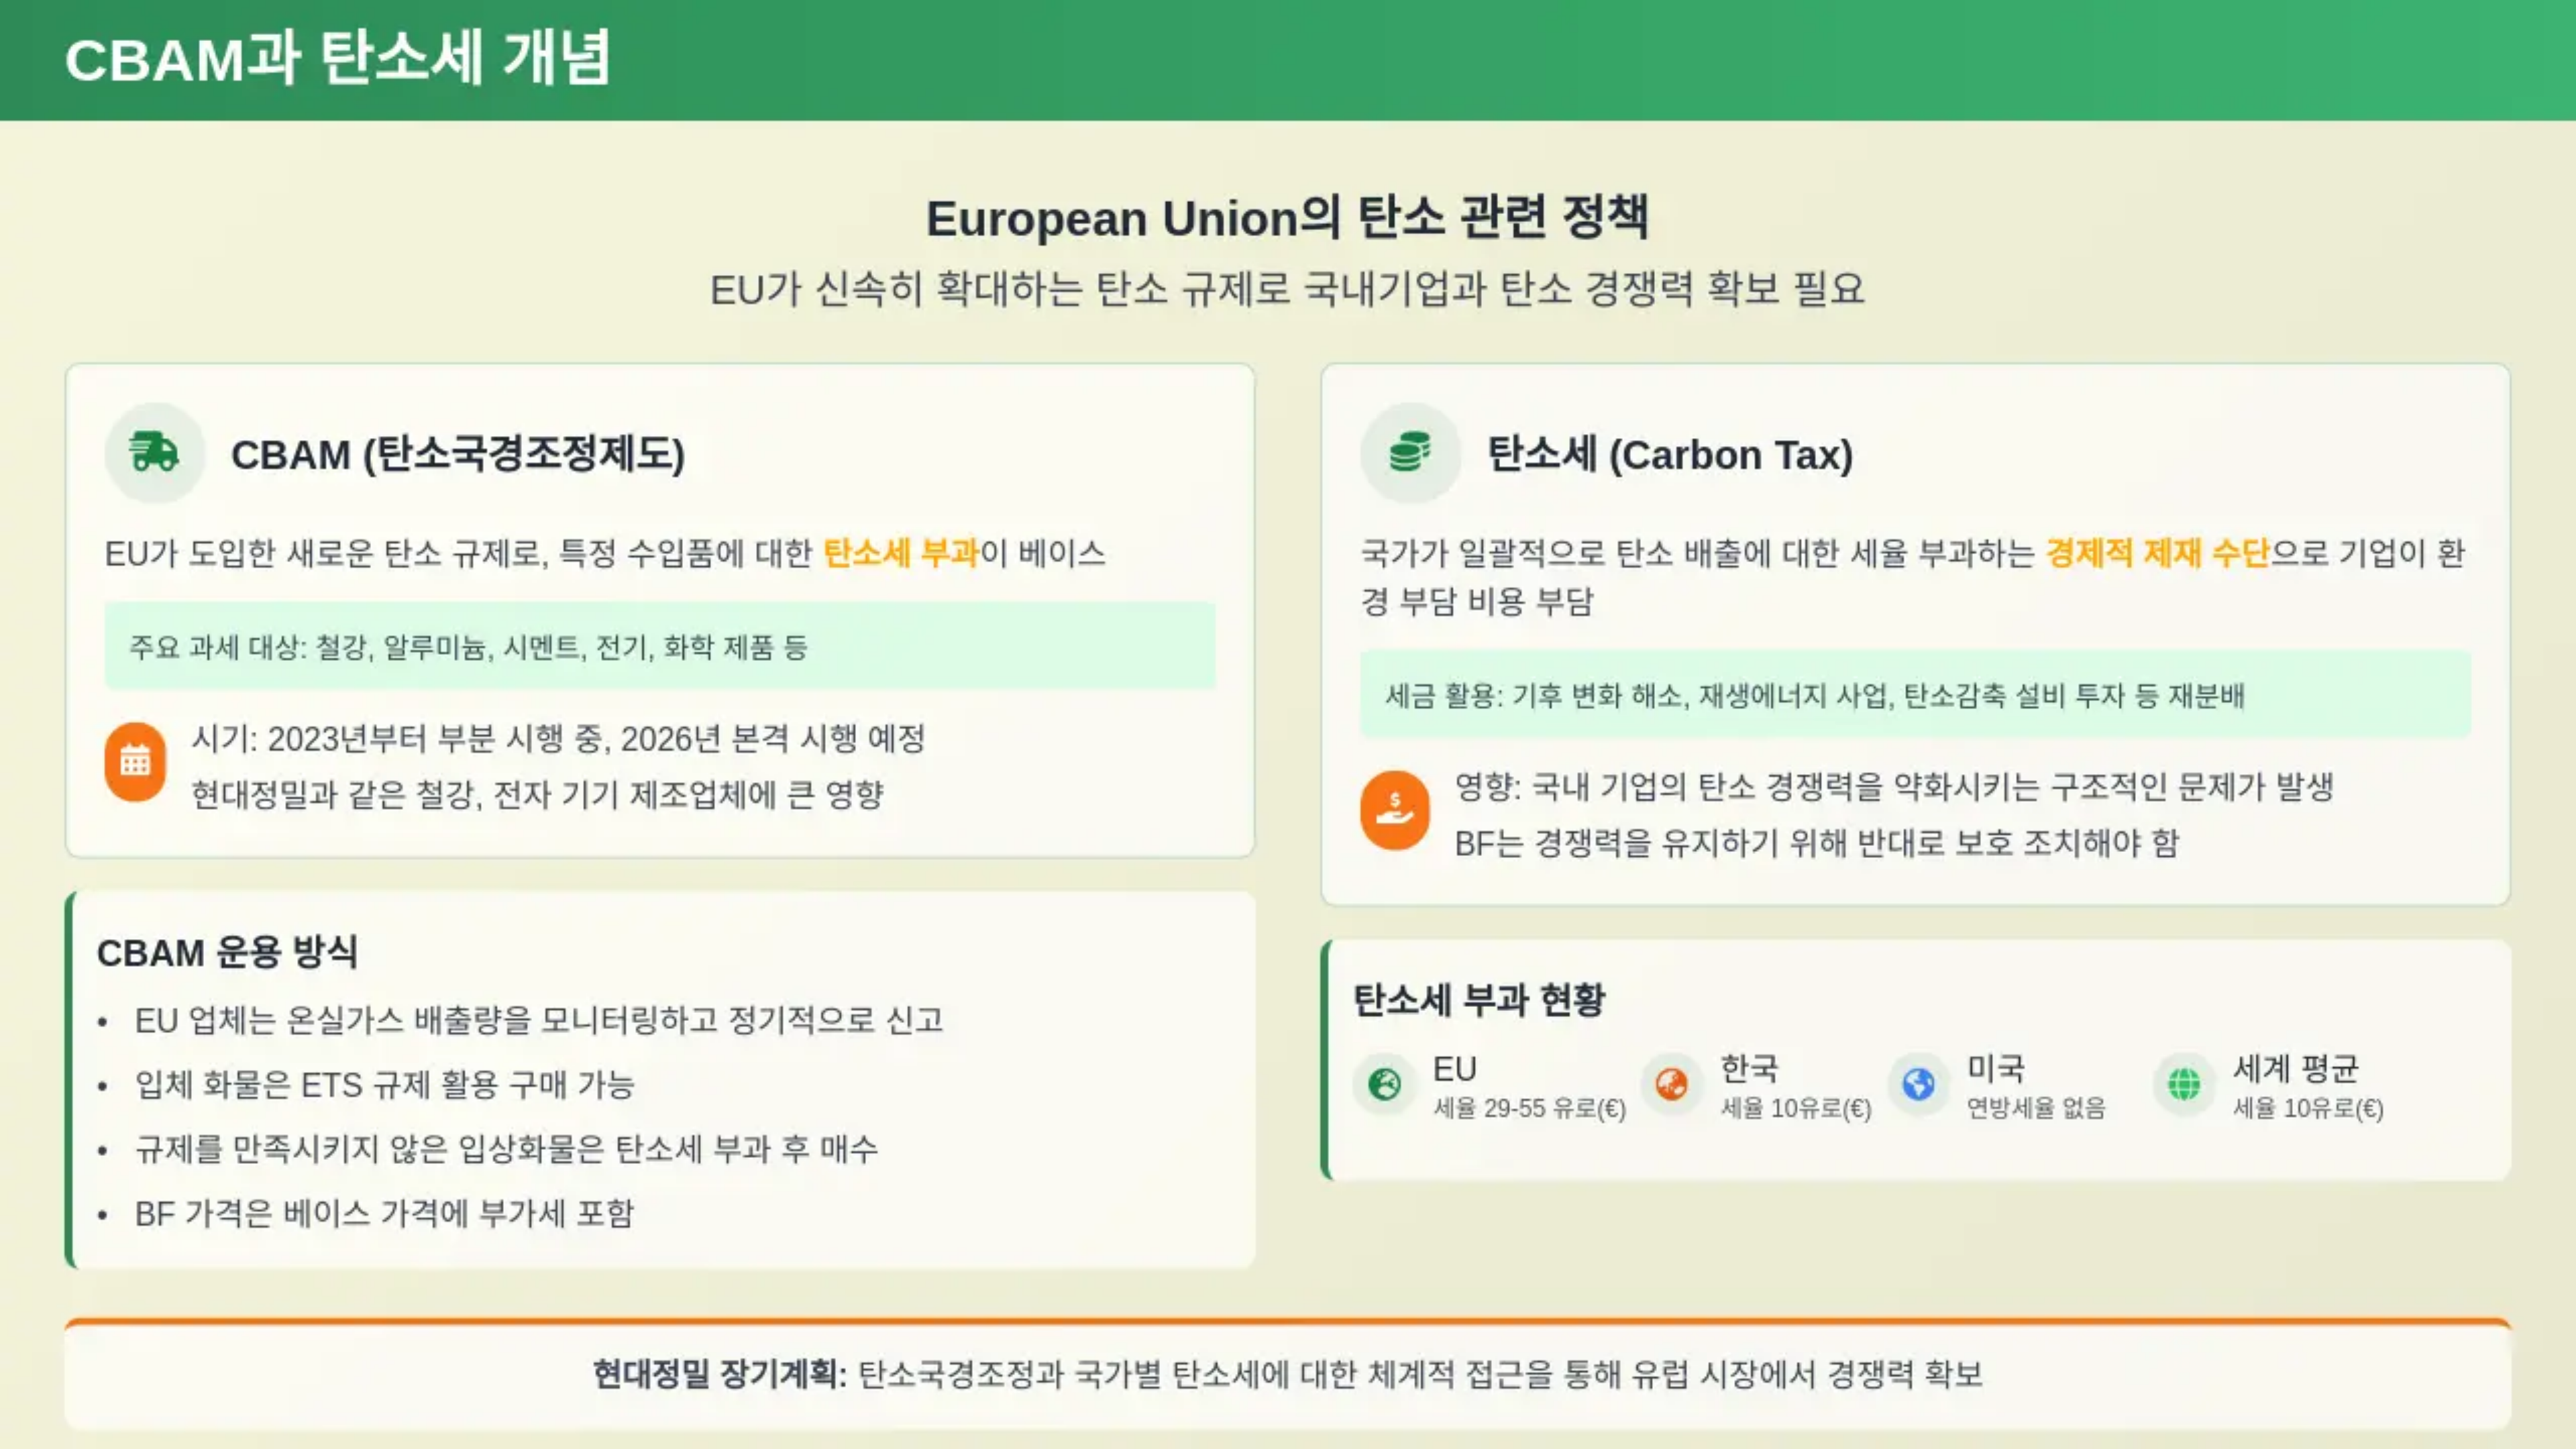 CBAM과 탄소세 개념
European Union의 탄소 관련 정책
EU가 신속히 확대하는 탄소 규제로 국내기업과 탄소 경쟁력 확보 필요
CBAM (탄소국경조정제도)
EU가 도입한 새로운 탄소 규제로, 특정 수입품에 대한 탄소세 부과이 베이스
주요 과세 대상: 철강, 알루미늄, 시멘트, 전기, 화학 제품 등
시기: 2023년부터 부분 시행 중, 2026년 본격 시행 예정
현대정밀과 같은 철강, 전자 기기 제조업체에 큰 영향
CBAM 운용 방식
• EU 업체는 온실가스 배출량을 모니터링하고 정기적으로 신고
• 입체 화물은 ETS 규제 활용 구매 가능
• 규제를 만족시키지 않은 입상화물은 탄소세 부과 후 매수
• BF 가격은 베이스 가격에 부가세 포함
탄소세 (Carbon Tax)
국가가 일괄적으로 탄소 배출에 대한 세율 부과하는 경제적 제재 수단으로 기업이 환
경 부담 비용 부담
세금 활용: 기후 변화 해소, 재생에너지 사업, 탄소감축 설비 투자 등 재분배
영향: 국내 기업의 탄소 경쟁력을 약화시키는 구조적인 문제가 발생
BF는 경쟁력을 유지하기 위해 반대로 보호 조치해야 함
탄소세 부과 현황
EU
세율 29-55 유로(€)
한국
세율 10유로(€)
미국
연방세율 없음
세계 평균
세율 10유로(€)
현대정밀 장기계획: 탄소국경조정과 국가별 탄소세에 대한 체계적 접근을 통해 유럽 시장에서 경쟁력 확보